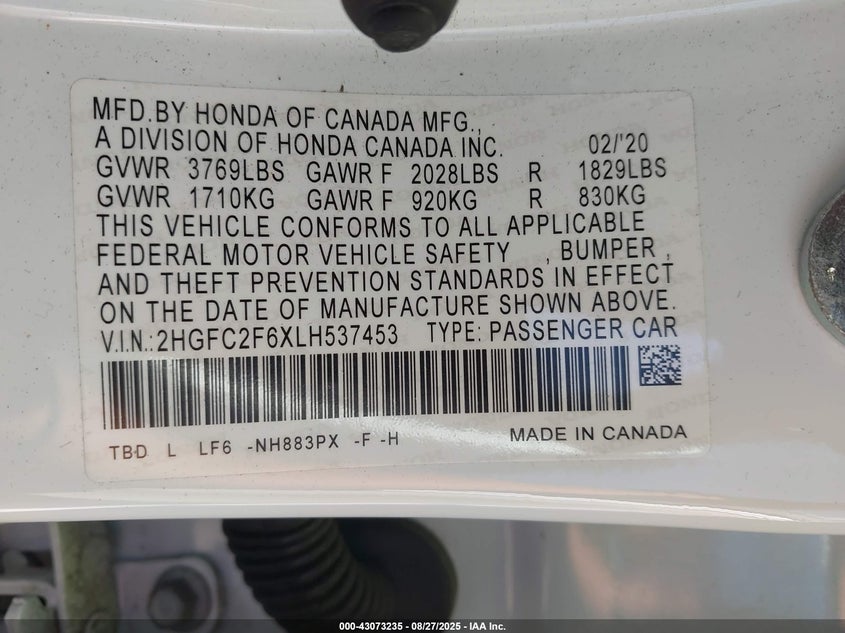 MFD.BY HONDA OF CANADA MFG.,
A DIVISION OF HONDA CANADA INC. 02/'20
GVWR 3769LBS GAWR F 2028LBS R 1829LBS
GVWR 1710KG GAWR F 920KG R 830KG
THIS VEHICLE CONFORMS TO ALL APPLICABLE
FEDERAL MOTOR VEHICLE SAFETY , BUMPER ,
AND THEFT PREVENTION STANDARDS IN EFFECT
ON THE DATE OF MANUFACTURE SHOWN ABOVE.
V.I.N.:2HGFC2F6XLH537453 TYPE: PASSENGER CAR
TBD L LF6 -NH883PX -F -H MADE IN CANADA
000-43073235 - 08/27/2025 - IAA Inc.